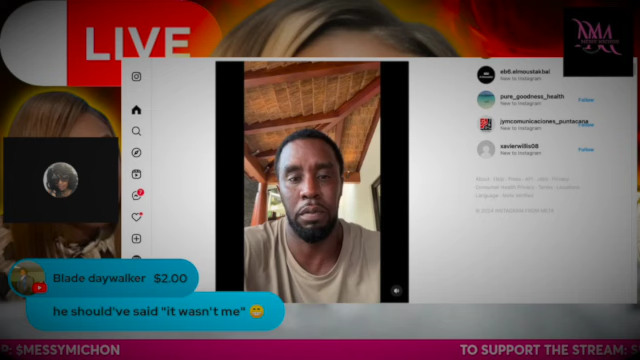 LIVE
eb6.elmoustakbal
New to Instagram
pure_goodness_health
New to Instagram
Follow
jymcomunicaciones_puntacana
New to Instagram
Follow
xavierwillis08
New to Instagram
Follow
Blade daywalker $2.00
he should've said "it wasn't me" 😁
$MESSYMICHON
TO SUPPORT THE STREAM: